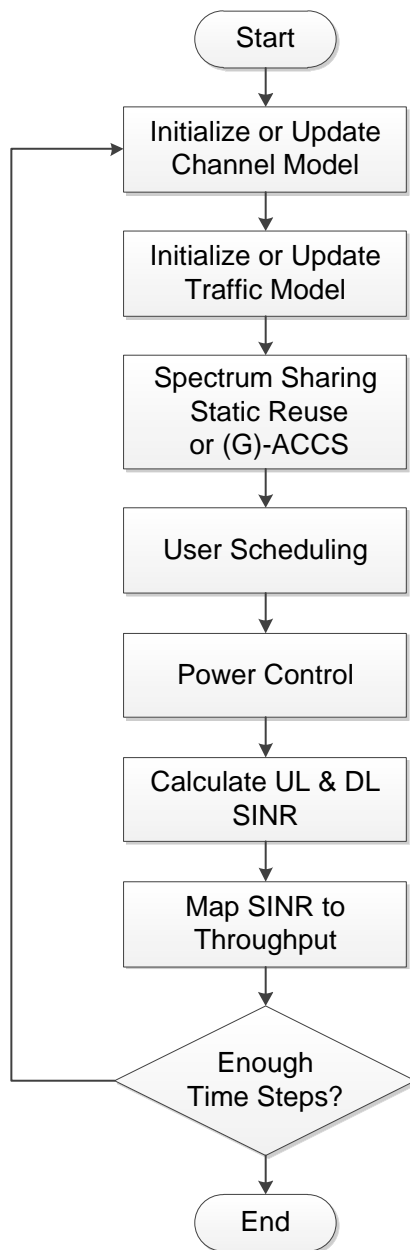 Start
Initialize or Update
Channel Model
Initialize or Update
Traffic Model
Spectrum Sharing
Static Reuse
or (G)-ACCS
User Scheduling
Power Control
Calculate UL & DL
SINR
Map SINR to
Throughput
Enough
Time Steps?
End